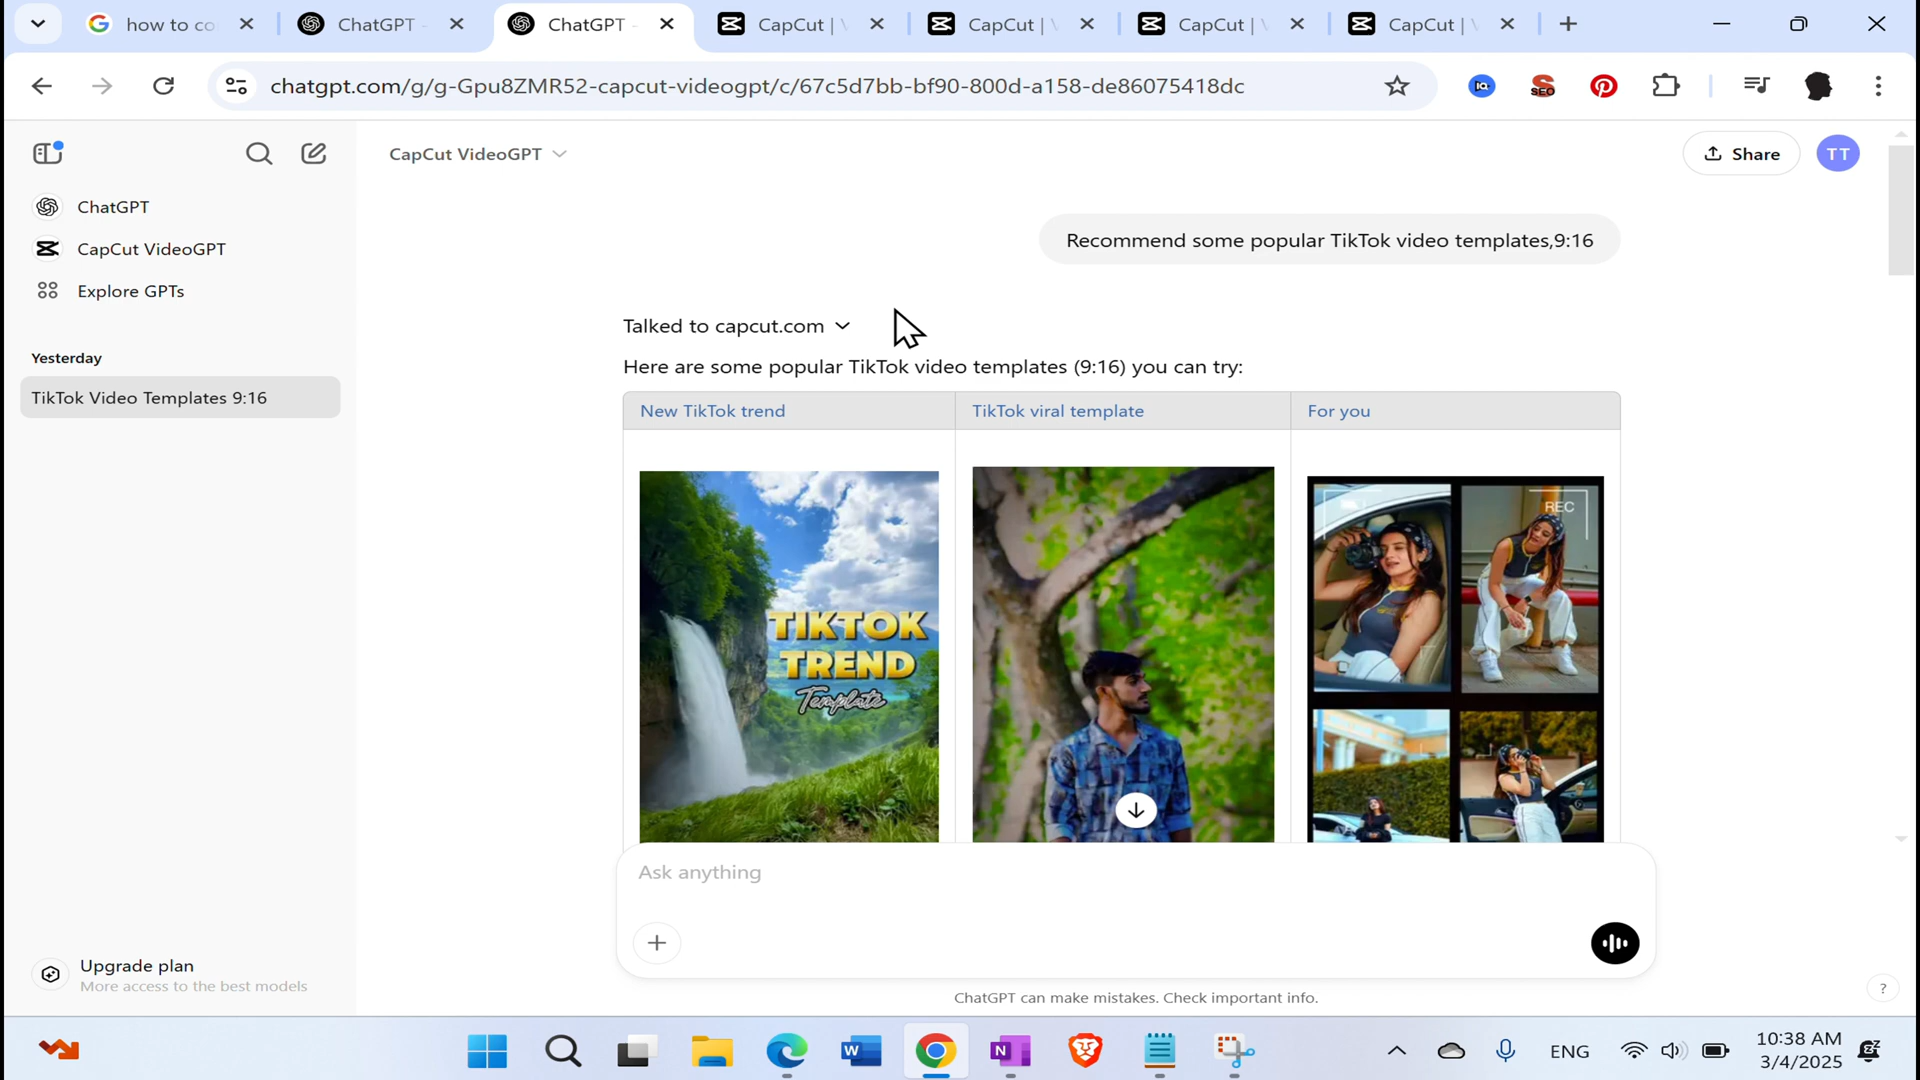 how to co
ChatGPT -
ChatGPT -
CapCut |
CapCut |
CapCut |
CapCut |
chatgpt.com/g/g-Gpu8ZMR52-capcut-videogpt/c/67c5d7bb-bf90-800d-a158-de86075418dc
SEO
CapCut VideoGPT
Share
TT
ChatGPT
CapCut VideoGPT
Explore GPTs
Yesterday
TikTok Video Templates 9:16
Recommend some popular TikTok video templates,9:16
Talked to capcut.com
Here are some popular TikTok video templates (9:16) you can try:
New TikTok trend
TikTok viral template
For you
REC
TIKTOK
TREND
Template
Ask anything
Upgrade plan
More access to the best models
ChatGPT can make mistakes. Check important info.
?
ENG
10:38 AM
3/4/2025